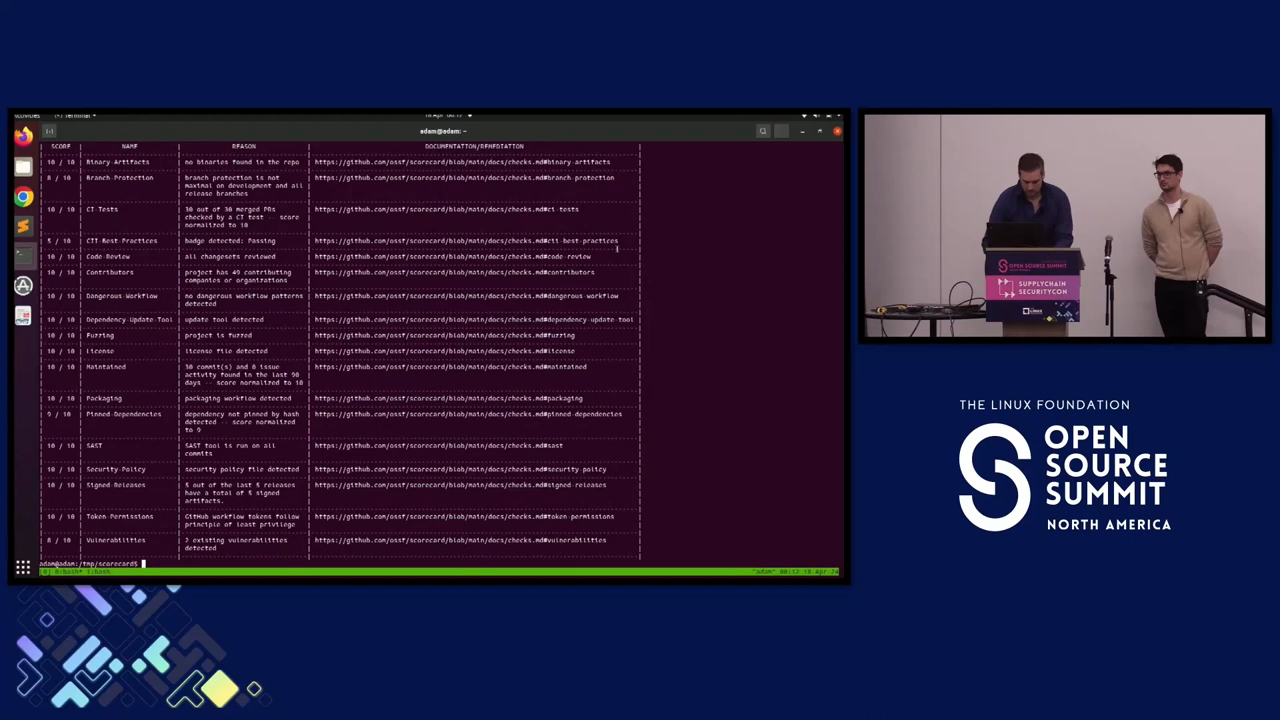 Activities
Terminal
18 Apr 00:12
adam@adam: ~
SCORE | NAME | REASON | DOCUMENTATION/REMEDIATION
10 / 10 | Binary-Artifacts | no binaries found in the repo | https://github.com/ossf/scorecard/blob/main/docs/checks.md#binary-artifacts
8 / 10 | Branch-Protection | branch protection is not | https://github.com/ossf/scorecard/blob/main/docs/checks.md#branch-protection
maximal on development and all
release branches
10 / 10 | CI-Tests | 30 out of 30 merged PRs | https://github.com/ossf/scorecard/blob/main/docs/checks.md#ci-tests
checked by a CI test -- score
normalized to 10
5 / 10 | CII-Best-Practices | badge detected: Passing | https://github.com/ossf/scorecard/blob/main/docs/checks.md#cii-best-practices
10 / 10 | Code-Review | all changesets reviewed | https://github.com/ossf/scorecard/blob/main/docs/checks.md#code-review
10 / 10 | Contributors | project has 49 contributing | https://github.com/ossf/scorecard/blob/main/docs/checks.md#contributors
companies or organizations
10 / 10 | Dangerous-Workflow | no dangerous workflow patterns | https://github.com/ossf/scorecard/blob/main/docs/checks.md#dangerous-workflow
detected
10 / 10 | Dependency-Update-Tool | update tool detected | https://github.com/ossf/scorecard/blob/main/docs/checks.md#dependency-update-tool
10 / 10 | Fuzzing | project is fuzzed | https://github.com/ossf/scorecard/blob/main/docs/checks.md#fuzzing
10 / 10 | License | license file detected | https://github.com/ossf/scorecard/blob/main/docs/checks.md#license
10 / 10 | Maintained | 30 commit(s) and 0 issue | https://github.com/ossf/scorecard/blob/main/docs/checks.md#maintained
activity found in the last 90
days -- score normalized to 10
10 / 10 | Packaging | packaging workflow detected | https://github.com/ossf/scorecard/blob/main/docs/checks.md#packaging
9 / 10 | Pinned-Dependencies | dependency not pinned by hash | https://github.com/ossf/scorecard/blob/main/docs/checks.md#pinned-dependencies
detected -- score normalized
to 9
10 / 10 | SAST | SAST tool is run on all | https://github.com/ossf/scorecard/blob/main/docs/checks.md#sast
commits
10 / 10 | Security-Policy | security policy file detected | https://github.com/ossf/scorecard/blob/main/docs/checks.md#security-policy
10 / 10 | Signed-Releases | 5 out of the last 5 releases | https://github.com/ossf/scorecard/blob/main/docs/checks.md#signed-releases
have a total of 5 signed
artifacts.
10 / 10 | Token-Permissions | GitHub workflow tokens follow | https://github.com/ossf/scorecard/blob/main/docs/checks.md#token-permissions
principle of least privilege
8 / 10 | Vulnerabilities | 2 existing vulnerabilities | https://github.com/ossf/scorecard/blob/main/docs/checks.md#vulnerabilities
detected
adam@adam:/tmp/scorecard$
[0] 0:bash* 1:bash-
"adam" 00:12 18-Apr-24
OPEN SOURCE SUMMIT
SUPPLYCHAIN
SECURITYCON
THE LINUX FOUNDATION
OPEN
SOURCE
SUMMIT
NORTH AMERICA